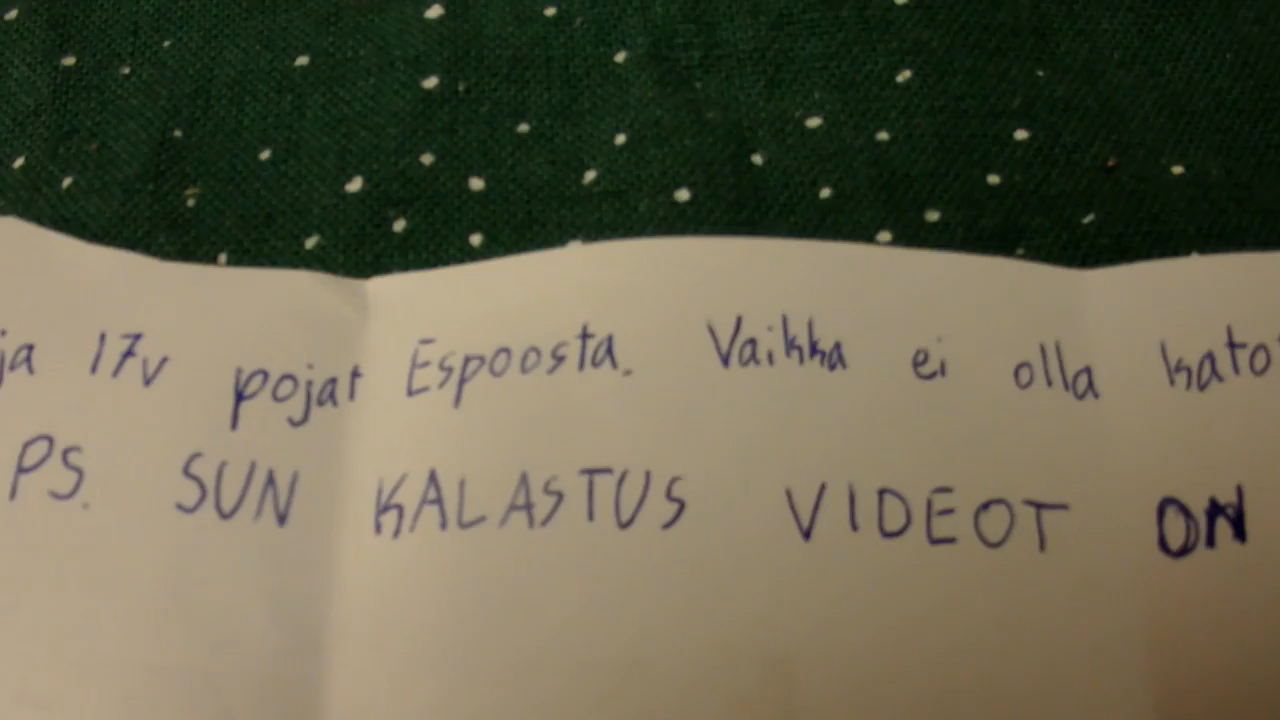 ja 17v pojat Espoosta. Vaikka ei olla kato
PS. SUN KALASTUS VIDEOT ON